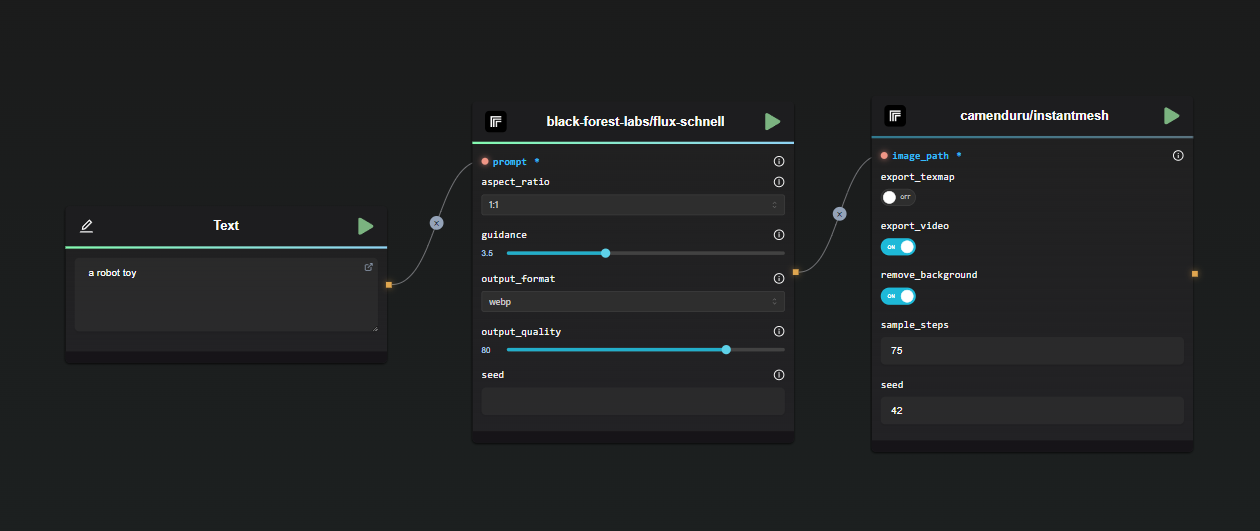 Text
a robot toy
black-forest-labs/flux-schnell
prompt *
aspect_ratio
1:1
guidance
3.5
output_format
webp
output_quality
80
seed
camenduru/instantmesh
image_path *
export_texmap
OFF
export_video
ON
remove_background
ON
sample_steps
75
seed
42
x
x